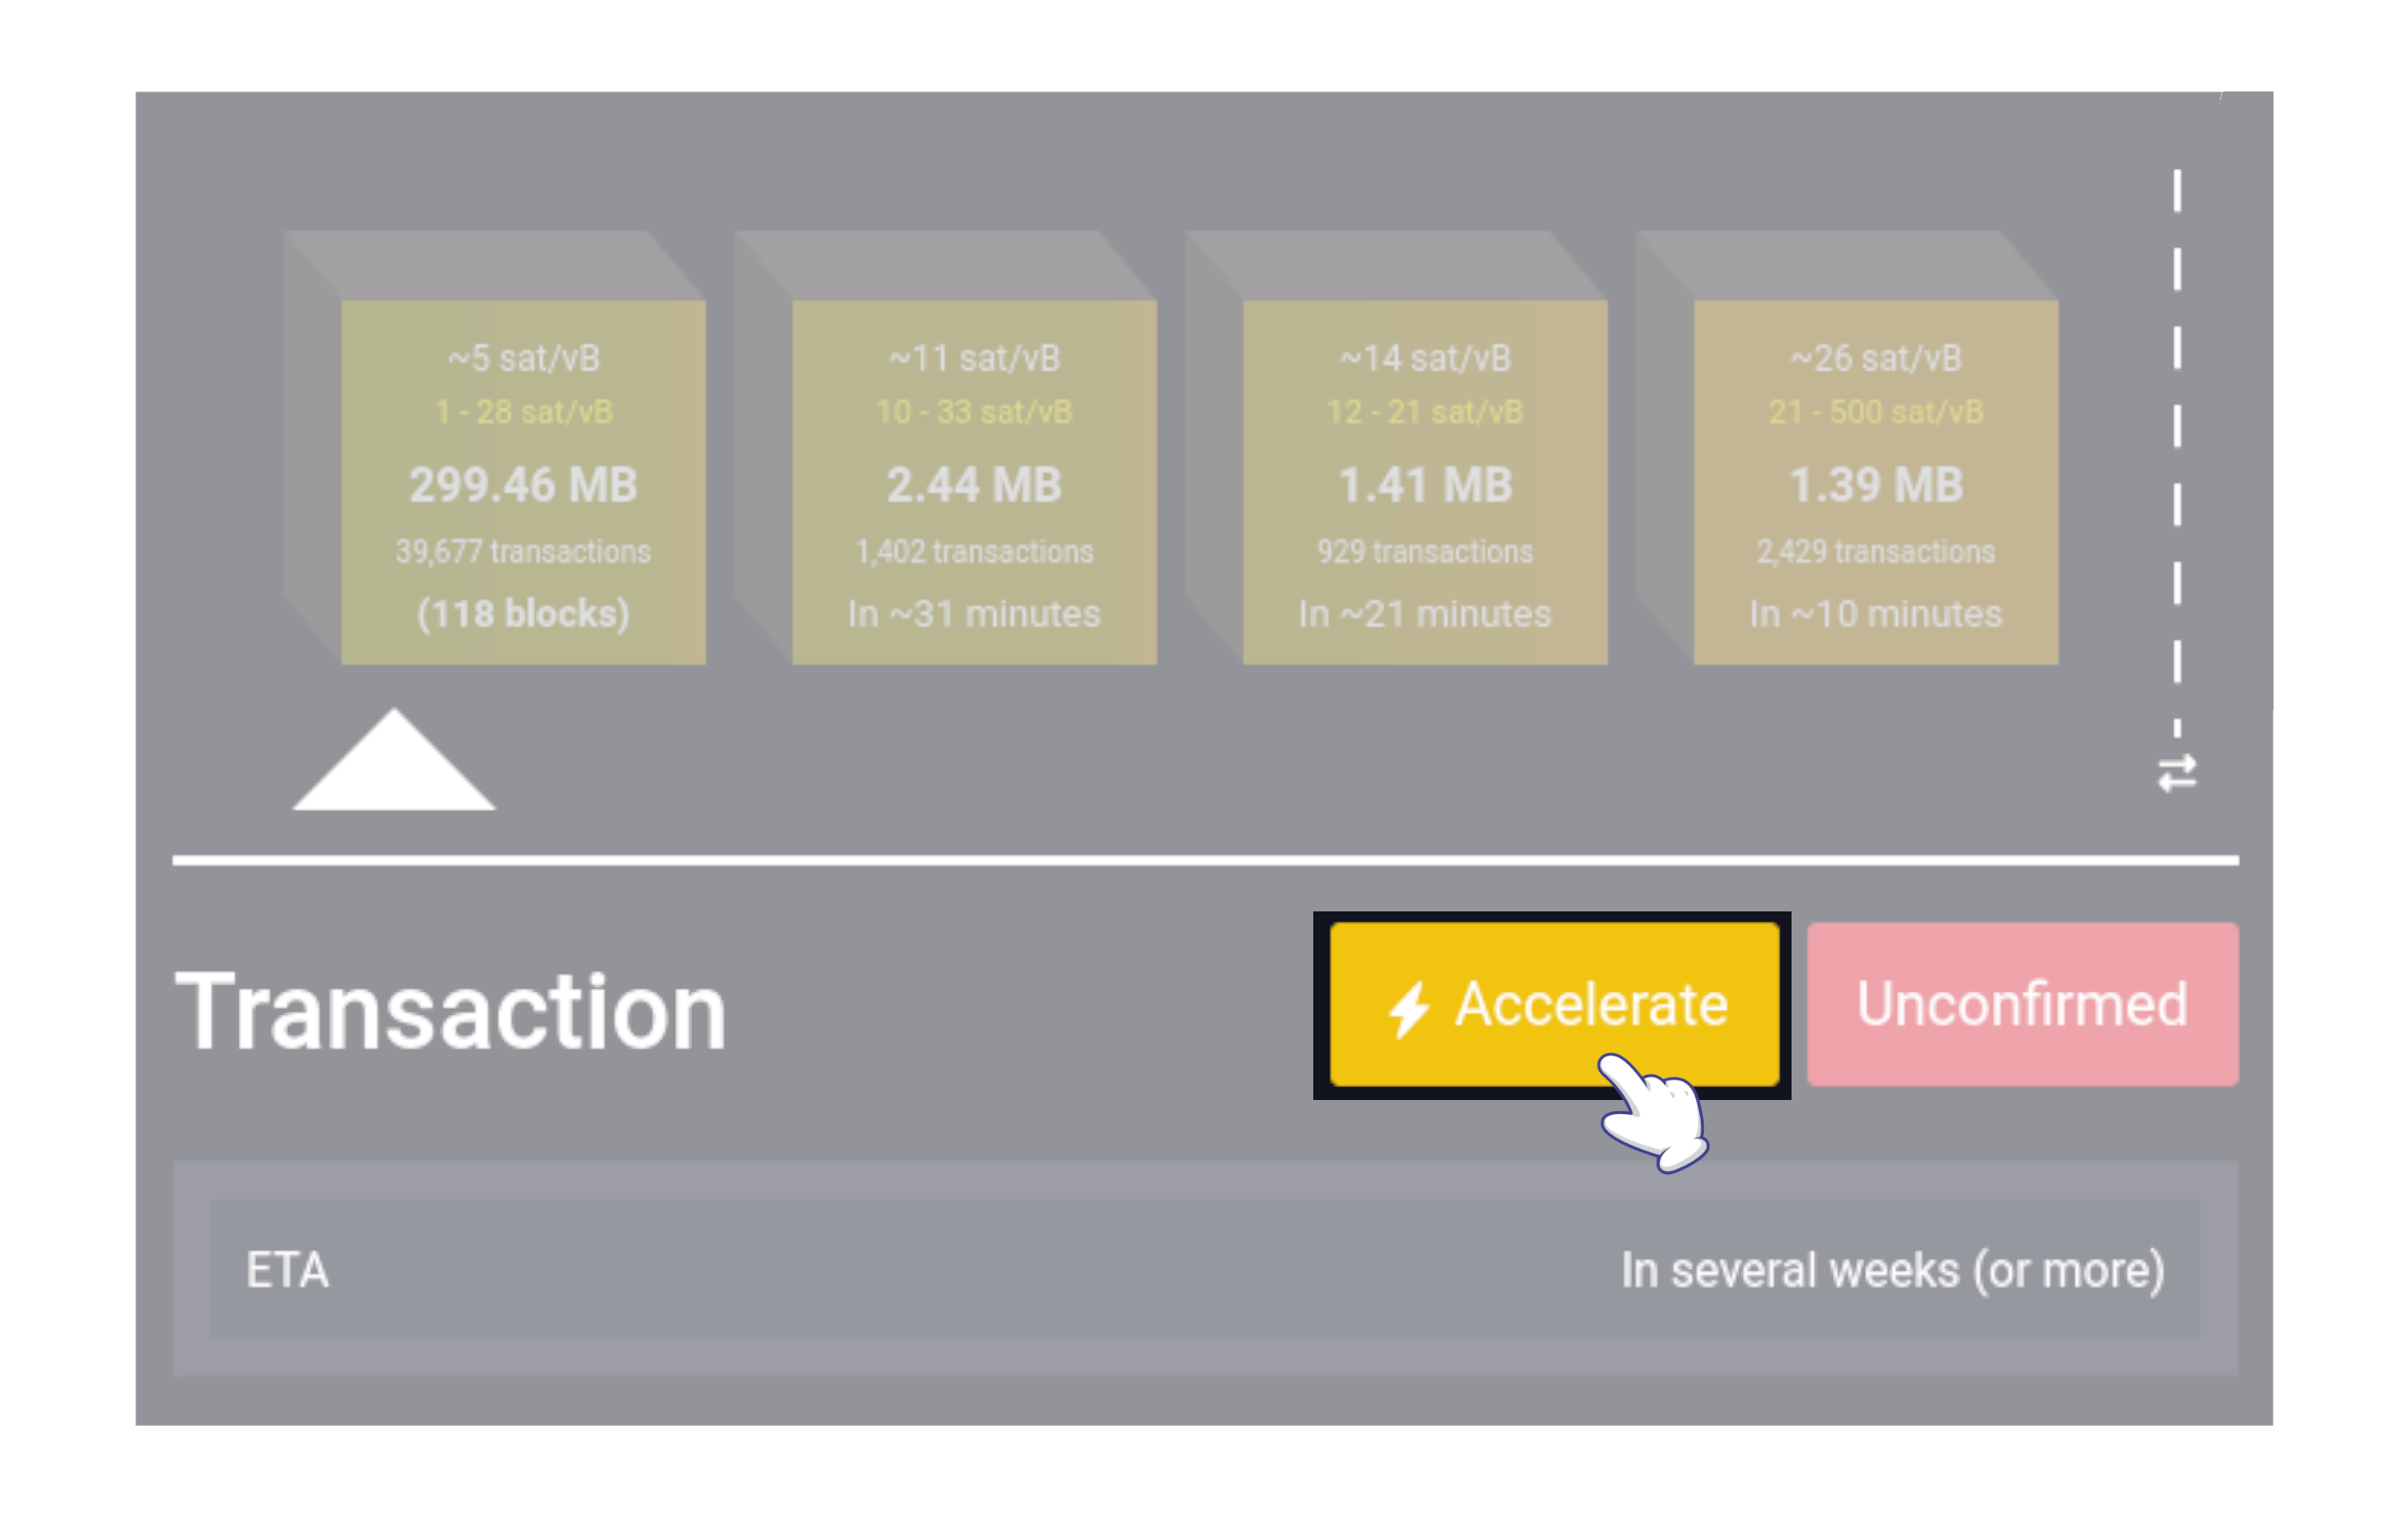 ~5 sat/vB
1 - 28 sat/vB
299.46 MB
39,677 transactions
(118 blocks)
~11 sat/vB
10 - 33 sat/vB
2.44 MB
1,402 transactions
In ~31 minutes
~14 sat/vB
12 - 21 sat/vB
1.41 MB
929 transactions
In ~21 minutes
~26 sat/vB
21 - 500 sat/vB
1.39 MB
2,429 transactions
In ~10 minutes
Transaction
Accelerate
Unconfirmed
ETA
In several weeks (or more)